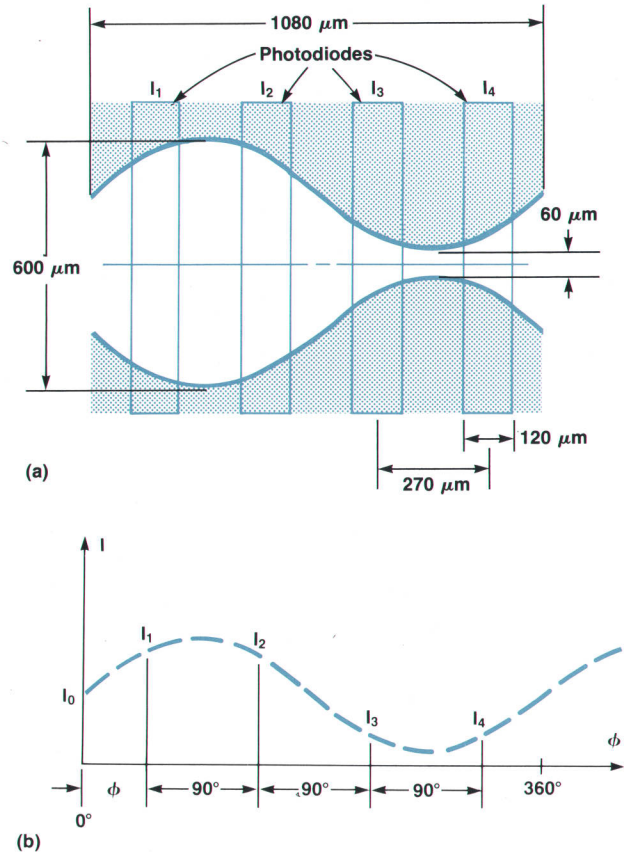 1080 μm
Photodiodes
I₁ I₂ I₃ I₄
60 μm
600 μm
120 μm
270 μm
(a)
I
I₁ I₂
I₀
I₃ I₄
ϕ
ϕ 90° 90° 90° 360°
0°
(b)